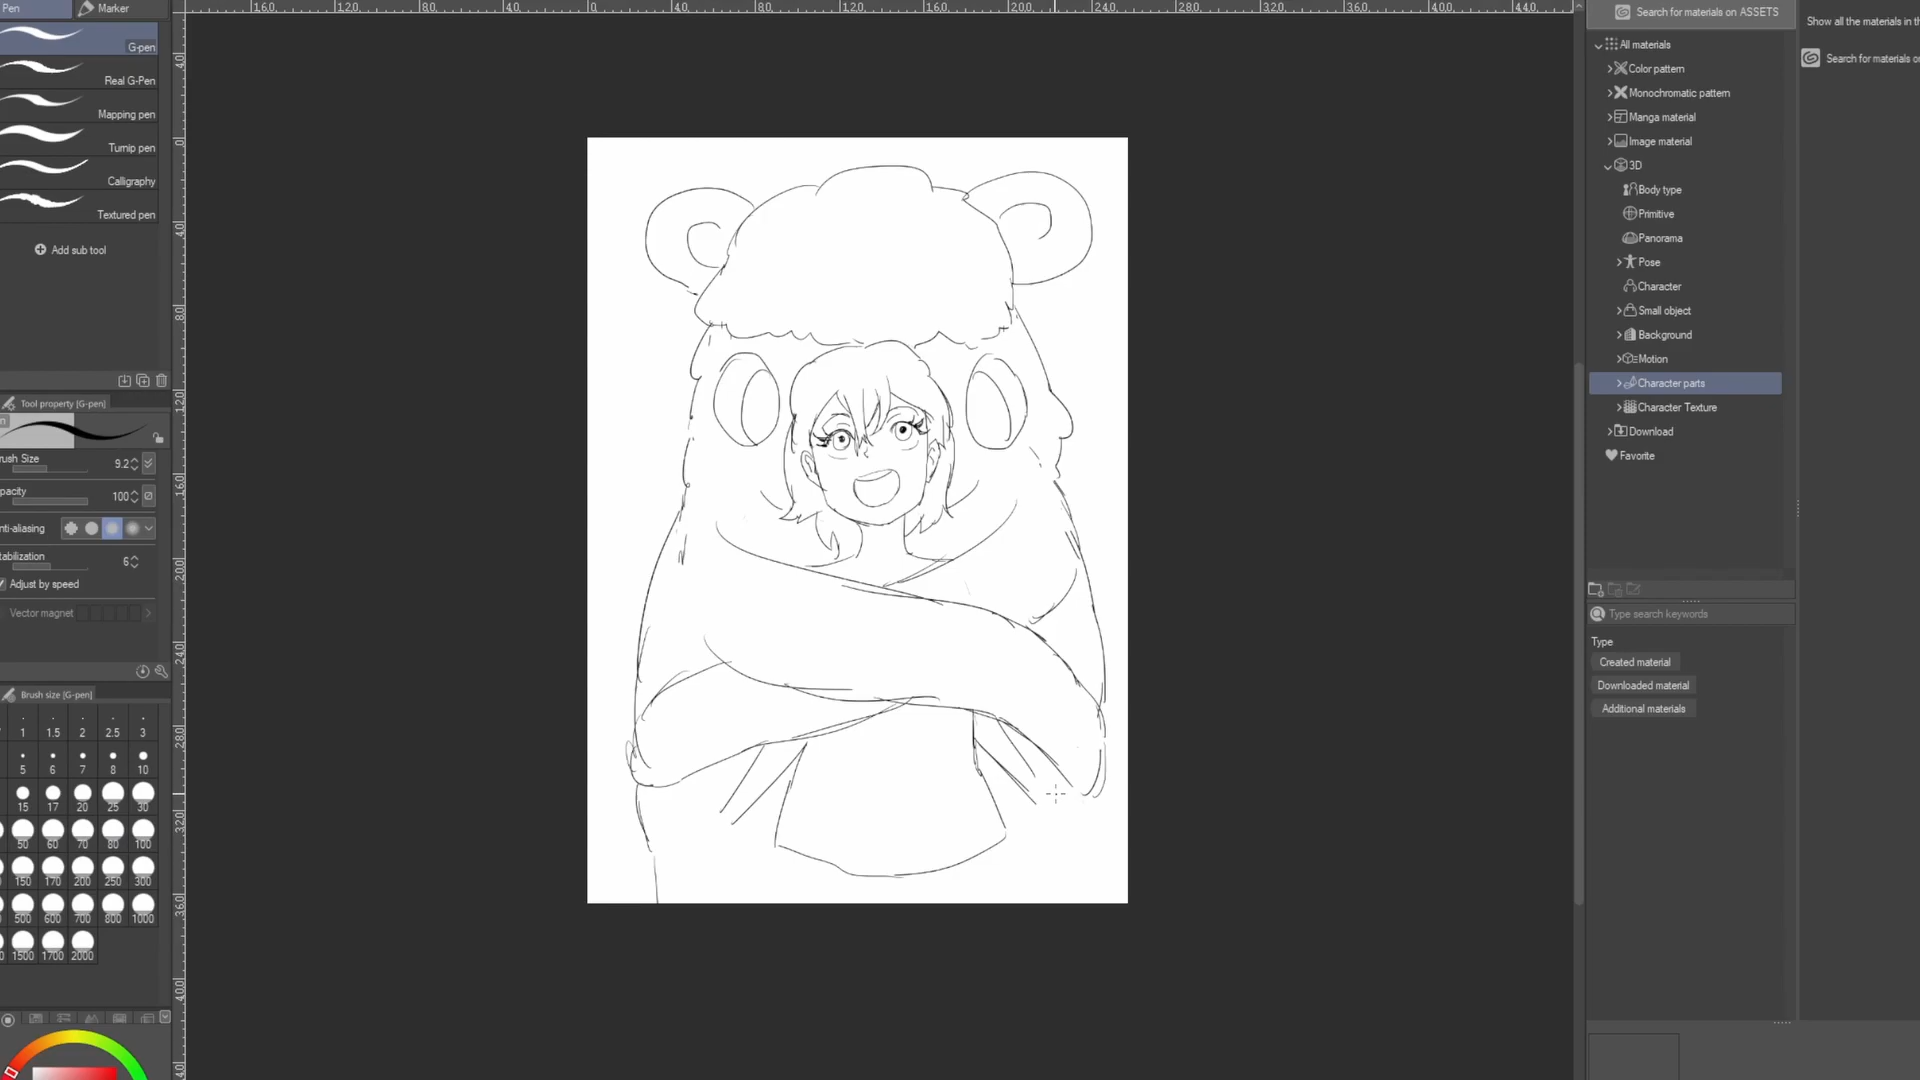 Pen
Marker
G-pen
Real G-Pen
Mapping pen
Turnip pen
Calligraphy
Textured pen
Add sub tool
Tool property [G-pen]
rush Size 9.2
pacity 100
nti-aliasing
tabilization 6
Adjust by speed
Vector magnet
Brush size [G-pen]
1 1.5 2 2.5 3
5 6 7 8 10
15 17 20 25 30
50 60 70 80 100
150 170 200 250 300
500 600 700 800 1000
1500 1700 2000
Search for materials on ASSETS
All materials
Color pattern
Monochromatic pattern
Manga material
Image material
3D
Body type
Primitive
Panorama
Pose
Character
Small object
Background
Motion
Character parts
Character Texture
Download
Favorite
Type search keywords
Type
Created material
Downloaded material
Additional materials
Show all the materials in th
Search for materials o